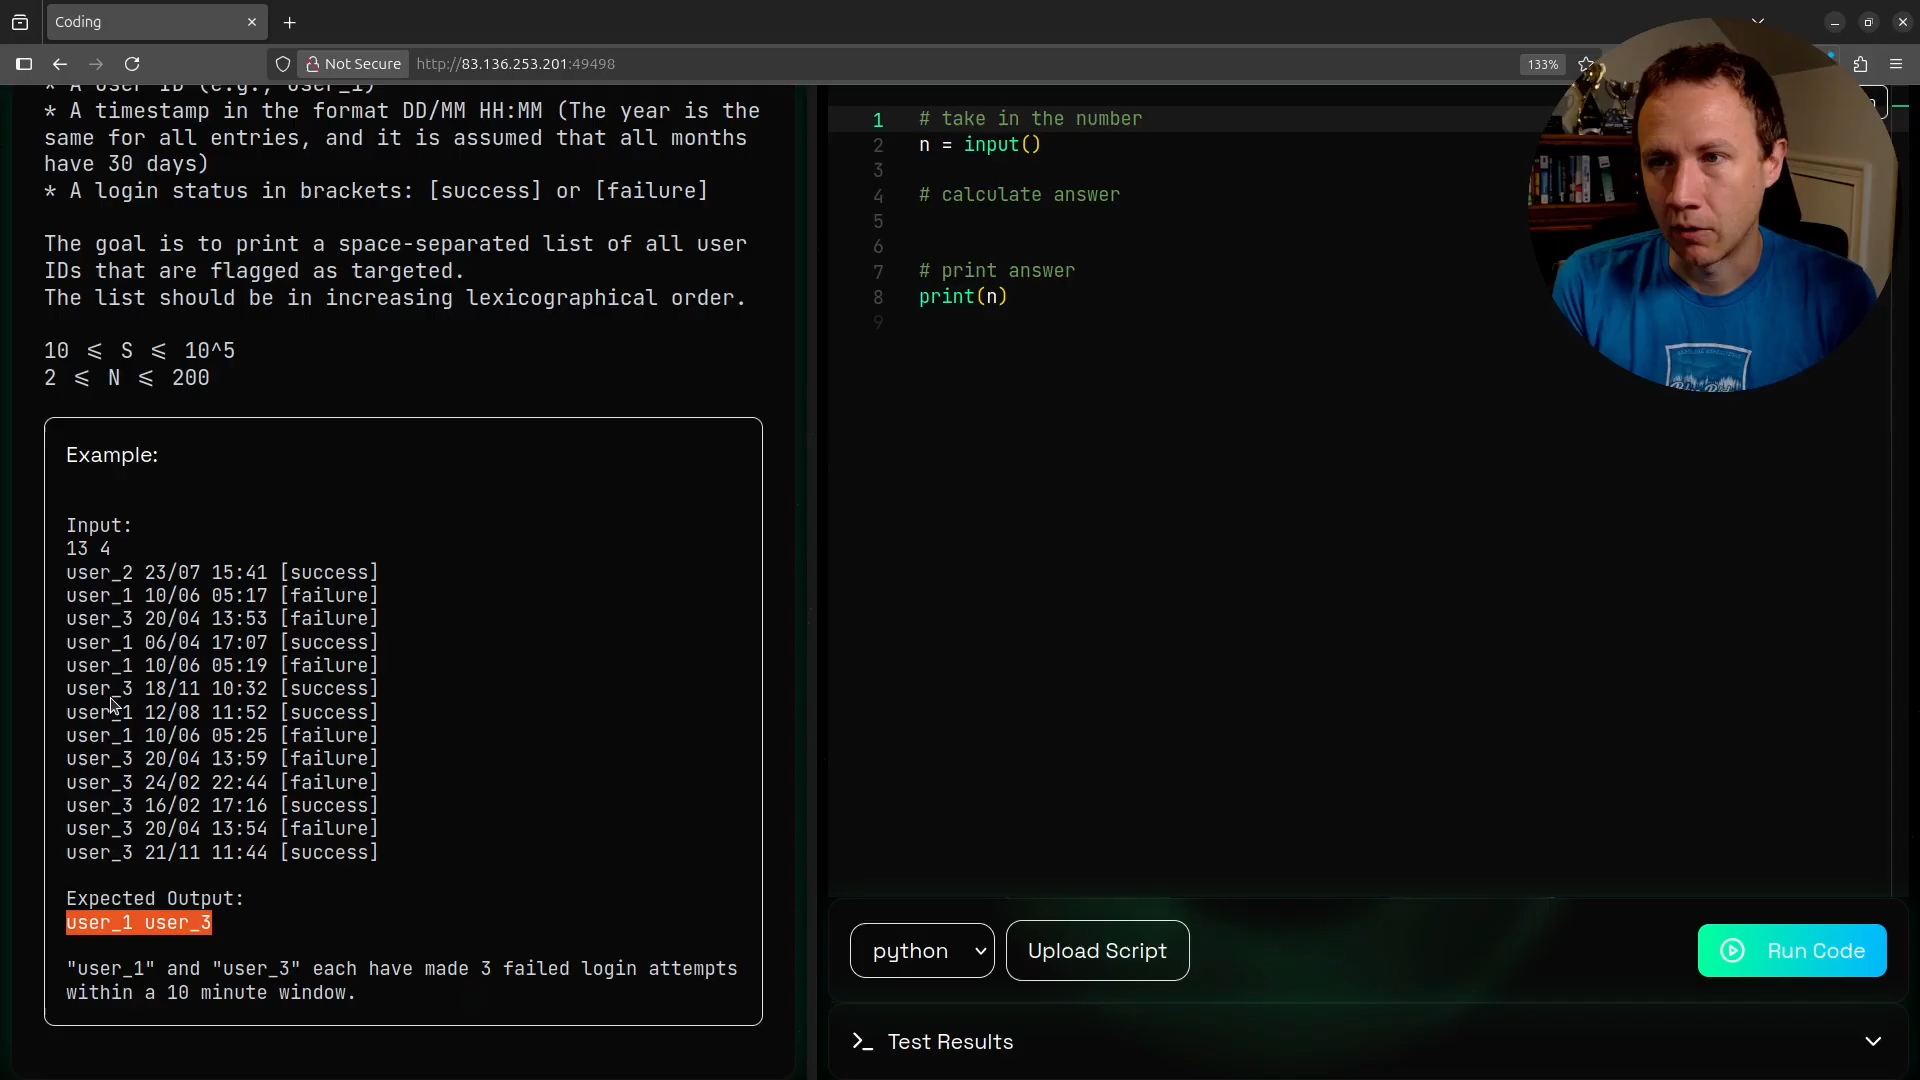 Coding
Not Secure
http://83.136.253.201:49498
133%
* A user ID (e.g., user_1)
* A timestamp in the format DD/MM HH:MM (The year is the
same for all entries, and it is assumed that all months
have 30 days)
* A login status in brackets: [success] or [failure]
The goal is to print a space-separated list of all user
IDs that are flagged as targeted.
The list should be in increasing lexicographical order.
10 ≤ S ≤ 10^5
2 ≤ N ≤ 200
Example:
Input:
13 4
user_2 23/07 15:41 [success]
user_1 10/06 05:17 [failure]
user_3 20/04 13:53 [failure]
user_1 06/04 17:07 [success]
user_1 10/06 05:19 [failure]
user_3 18/11 10:32 [success]
user_1 12/08 11:52 [success]
user_1 10/06 05:25 [failure]
user_3 20/04 13:59 [failure]
user_3 24/02 22:44 [failure]
user_3 16/02 17:16 [success]
user_3 20/04 13:54 [failure]
user_3 21/11 11:44 [success]
Expected Output:
user_1 user_3
"user_1" and "user_3" each have made 3 failed login attempts
within a 10 minute window.
1 # take in the number
2 n = input()
3
4 # calculate answer
5
6
7 # print answer
8 print(n)
9
python
Upload Script
Run Code
Test Results